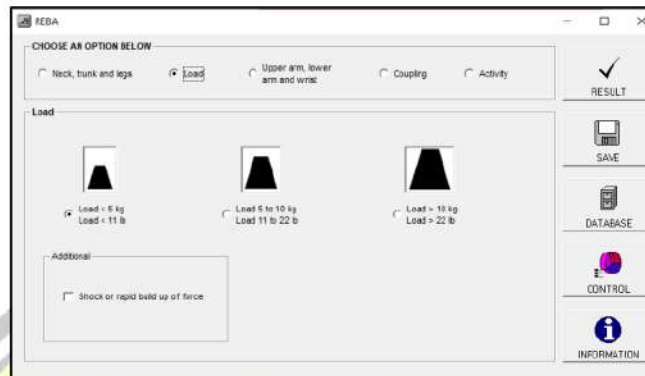 REBA
CHOOSE AN OPTION BELOW
Neck, trunk and legs
Load
Upper arm, lower
arm and wrist
Coupling
Activity
RESULT
Load
SAVE
Load < 5 kg
Load < 11 lb
Load 5 to 10 kg
Load 11 to 22 lb
Load > 10 kg
Load > 22 lb
DATABASE
Additional
Shock or rapid build up of force
CONTROL
INFORMATION